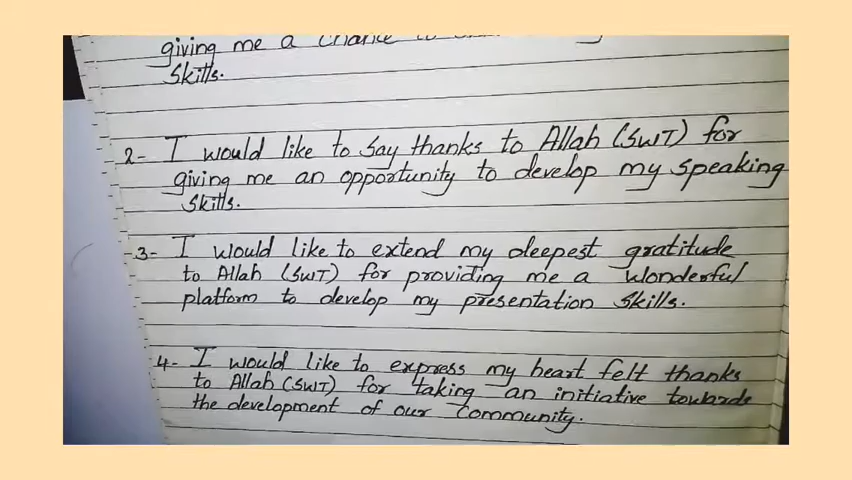 giving me a chance to
skills.
2- I would like to say thanks to Allah (SWT) for
giving me an opportunity to develop my speaking
skills.
3- I would like to extend my deepest gratitude
to Allah (SWT) for providing me a wonderful
platform to develop my presentation skills.
4- I would like to express my heart felt thanks
to Allah (SWT) for taking an initiative towards
the development of our community.